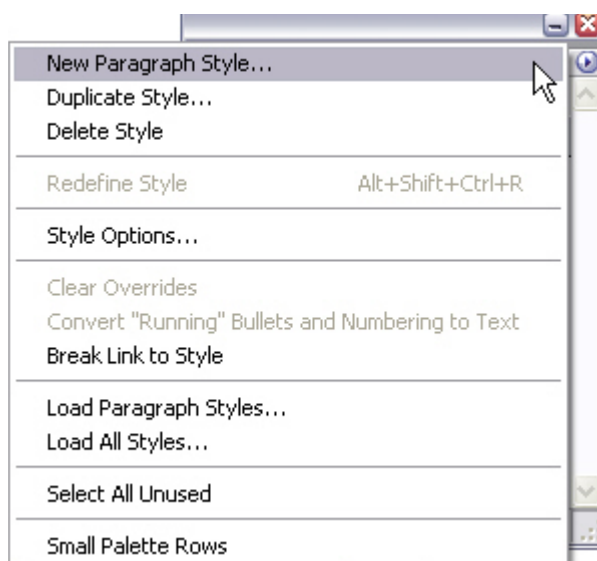 New Paragraph Style...
Duplicate Style...
Delete Style
Redefine Style Alt+Shift+Ctrl+R
Style Options...
Clear Overrides
Convert "Running" Bullets and Numbering to Text
Break Link to Style
Load Paragraph Styles...
Load All Styles...
Select All Unused
Small Palette Rows